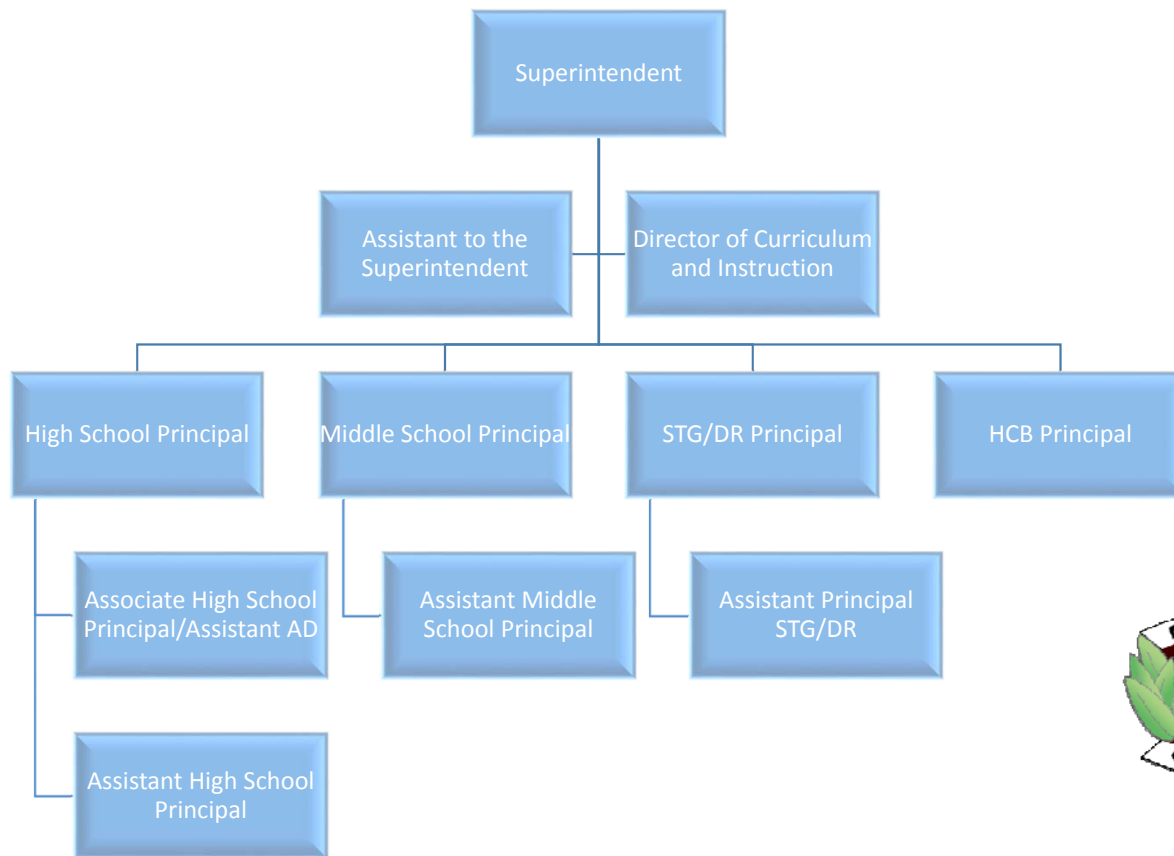 Superintendent
Assistant to the
Superintendent
Director of Curriculum
and Instruction
High School Principal
Middle School Principal
STG/DR Principal
HCB Principal
Associate High School
Principal/Assistant AD
Assistant Middle
School Principal
Assistant Principal
STG/DR
Assistant High School
Principal